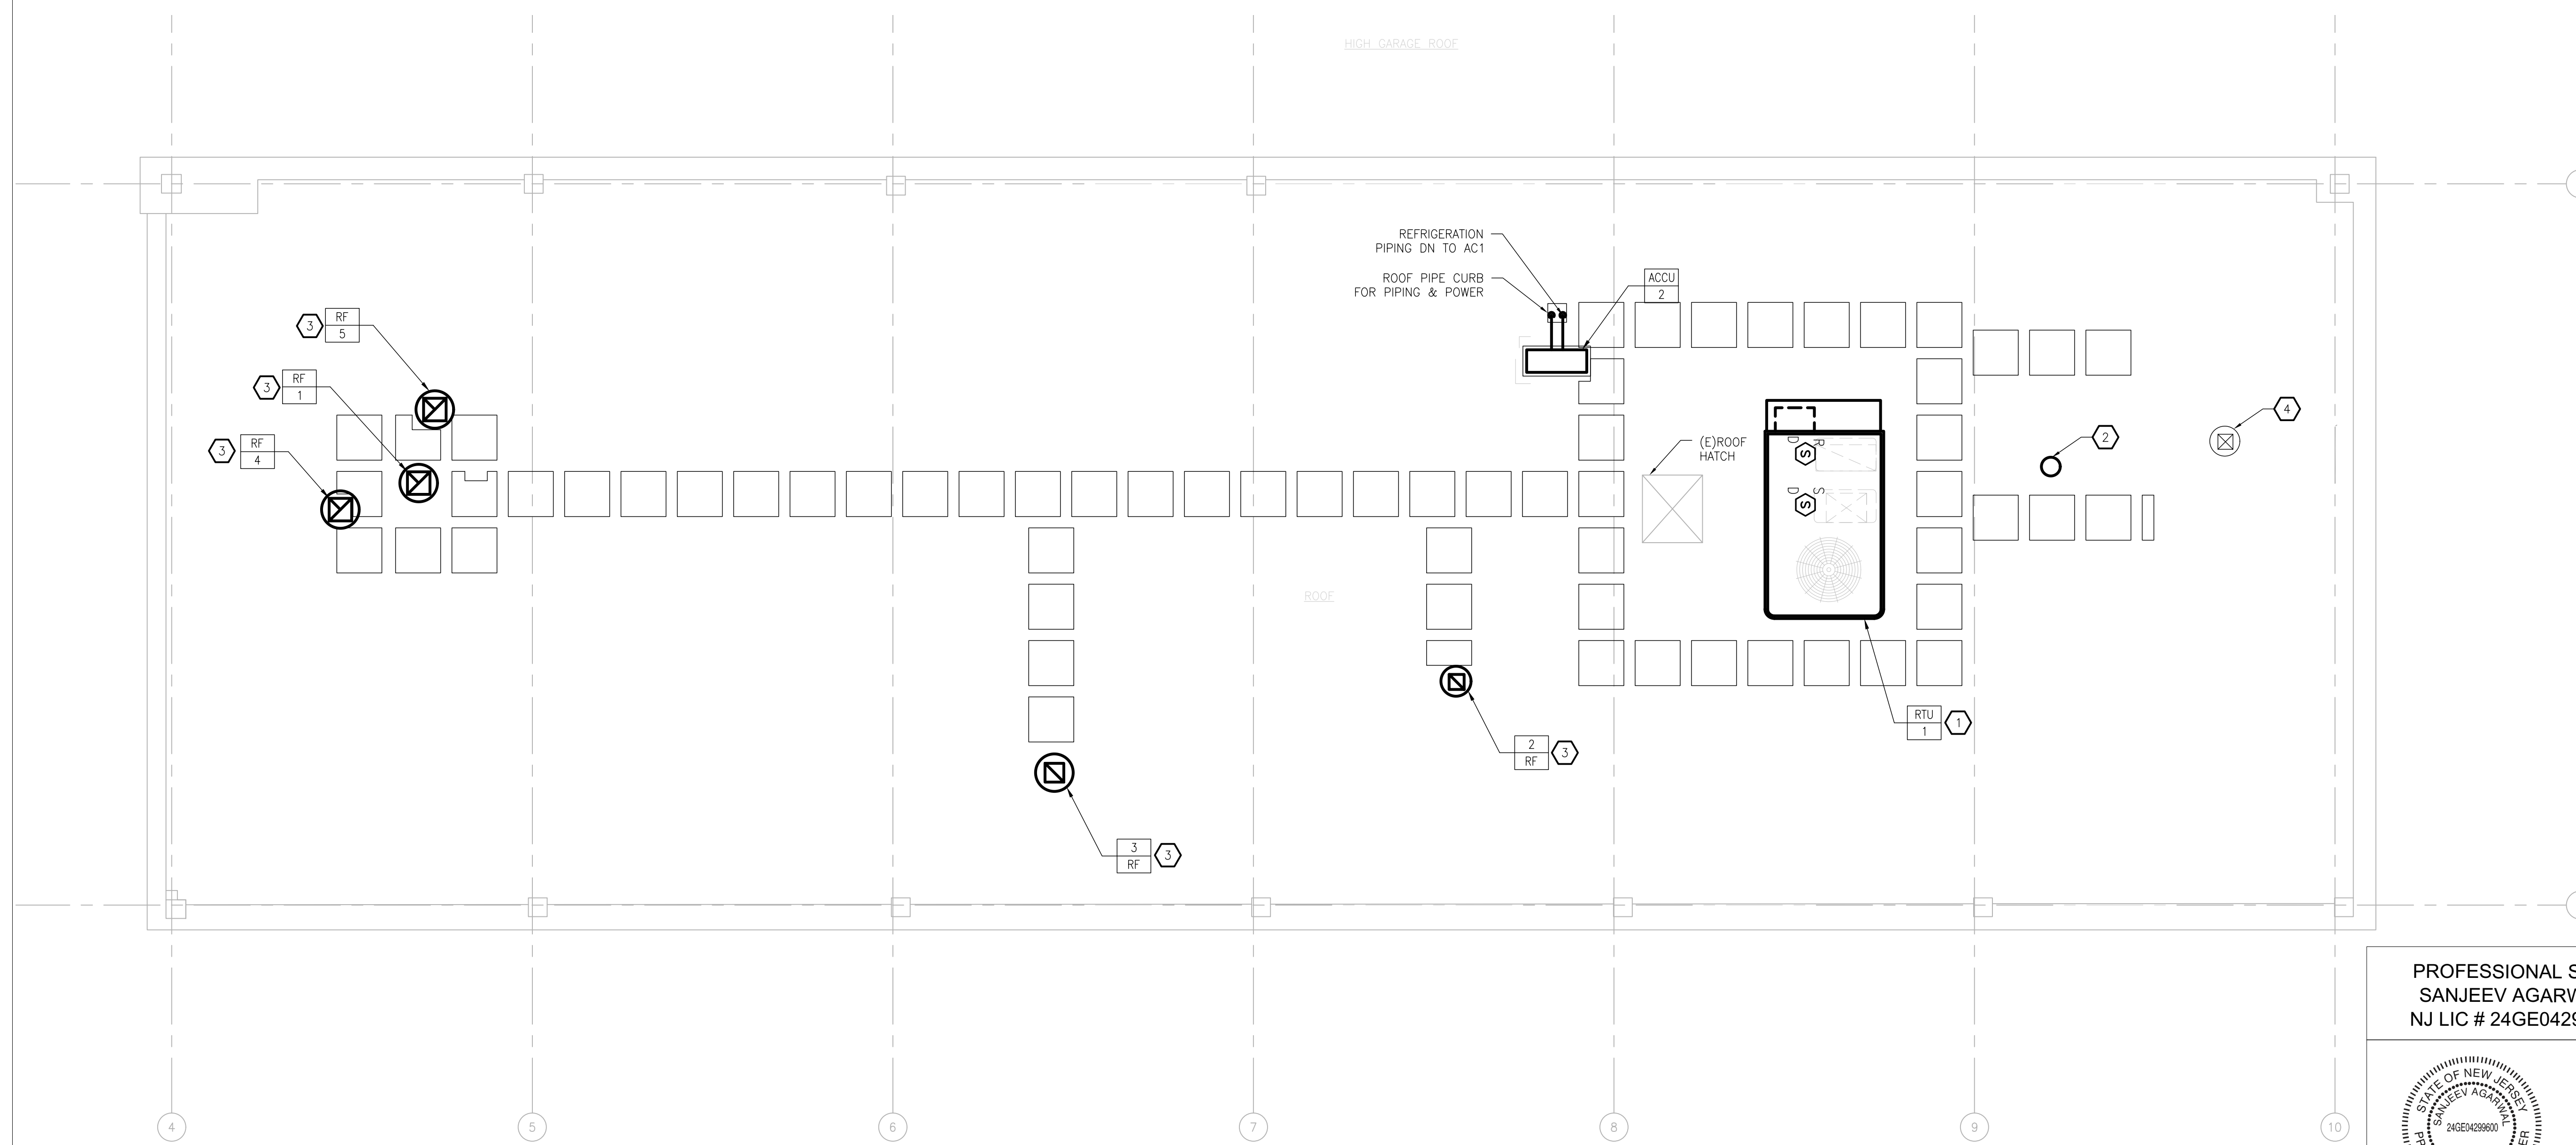 HIGH GARAGE ROOF
REFRIGERATION
PIPING DN TO AC1
ROOF PIPE CURB
FOR PIPING & POWER
ACCU
2
3
RF
5
3
RF
1
3
RF
4
(E)ROOF
HATCH
R
D
S
S
D
S
4
2
ROOF
RTU
1
1
2
RF
3
3
RF
3
PROFESSIONAL S
SANJEEV AGARW
NJ LIC # 24GE0429
STATE OF NEW JERSEY
SANJEEV AGARWAL
24GE04299600
4
5
6
7
8
9
10